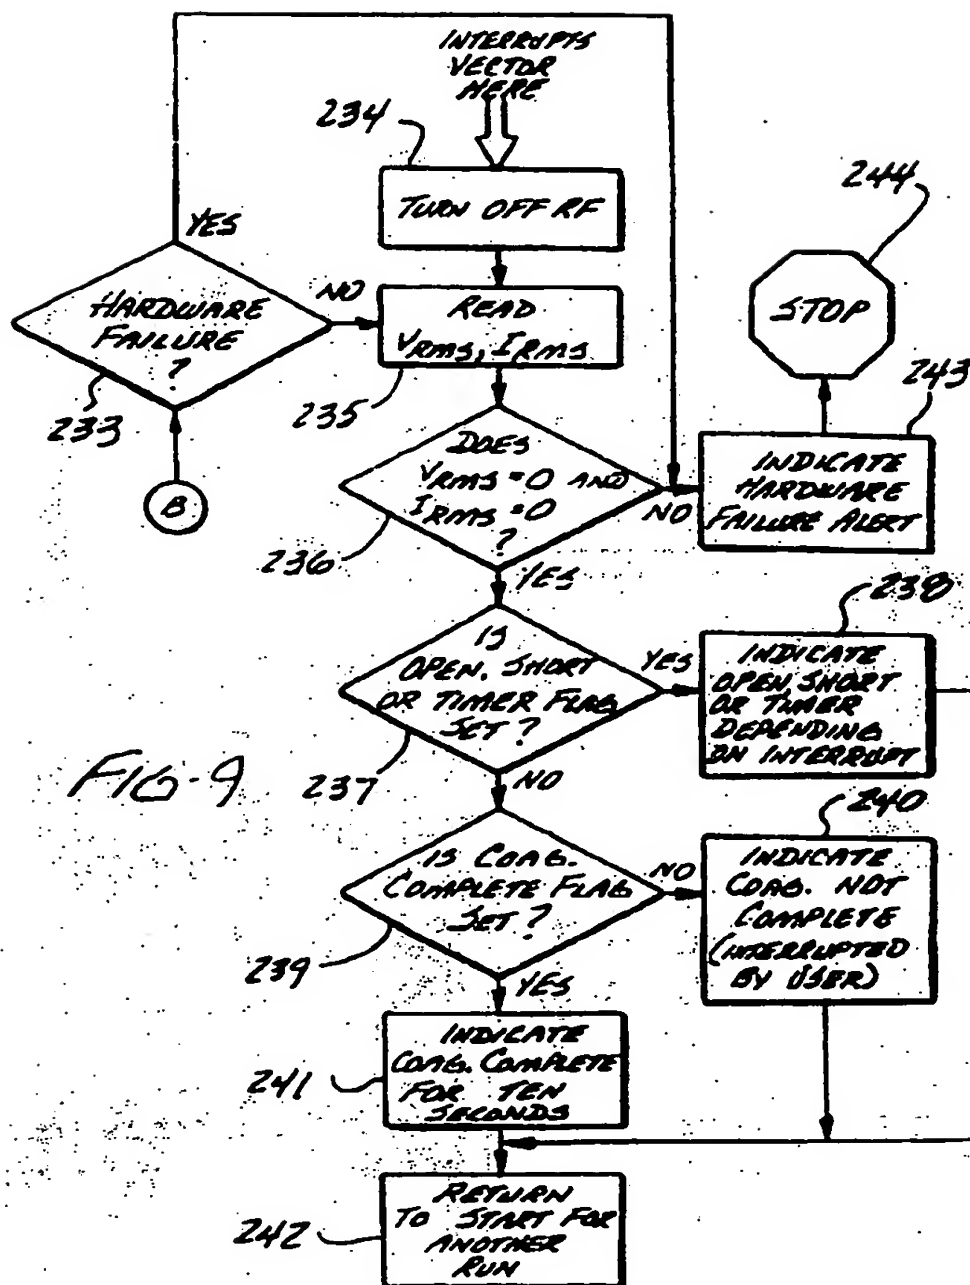 INTERRUPTS
VECTOR
HERE
234
TURN OFF RF
244
STOP
YES
HARDWARE
FAILURE
?
233
NO
READ
VRMS, IRMS
235
243
INDICATE
HARDWARE
FAILURE ALERT
B
DOES
VRMS = 0 AND
IRMS = 0
?
236
NO
YES
238
IS
OPEN, SHORT
OR TIMER FLAG
SET?
237
YES
INDICATE
OPEN, SHORT
OR TIMER
DEPENDING
ON INTERRUPT
FIG-9
NO
240
IS COAG.
COMPLETE FLAG
SET?
239
NO
INDICATE
COAG. NOT
COMPLETE
(INTERRUPTED
BY USER)
YES
241
INDICATE
COAG. COMPLETE
FOR TEN
SECONDS
242
RETURN
TO START FOR
ANOTHER
RUN